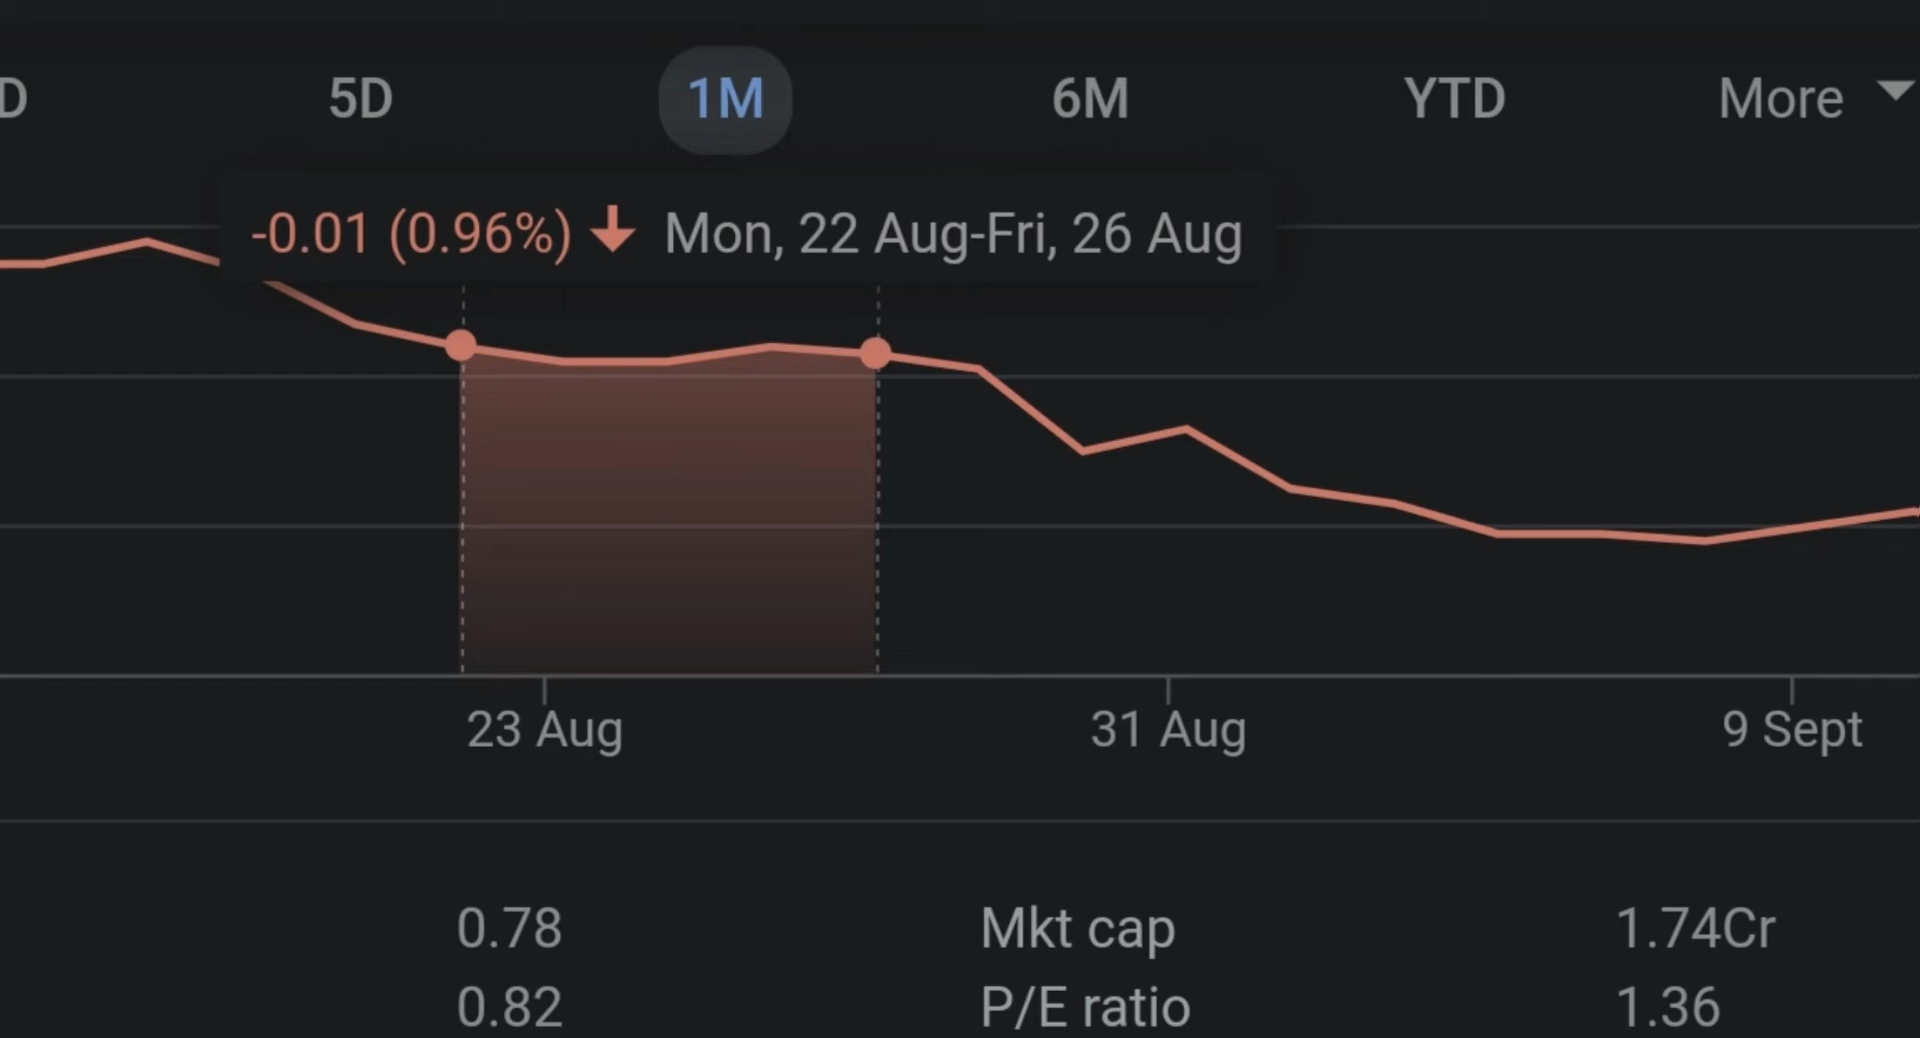 D 5D 1M 6M YTD More
-0.01 (0.96%) Mon, 22 Aug-Fri, 26 Aug
23 Aug 31 Aug 9 Sept
0.78 Mkt cap 1.74Cr
0.82 P/E ratio 1.36